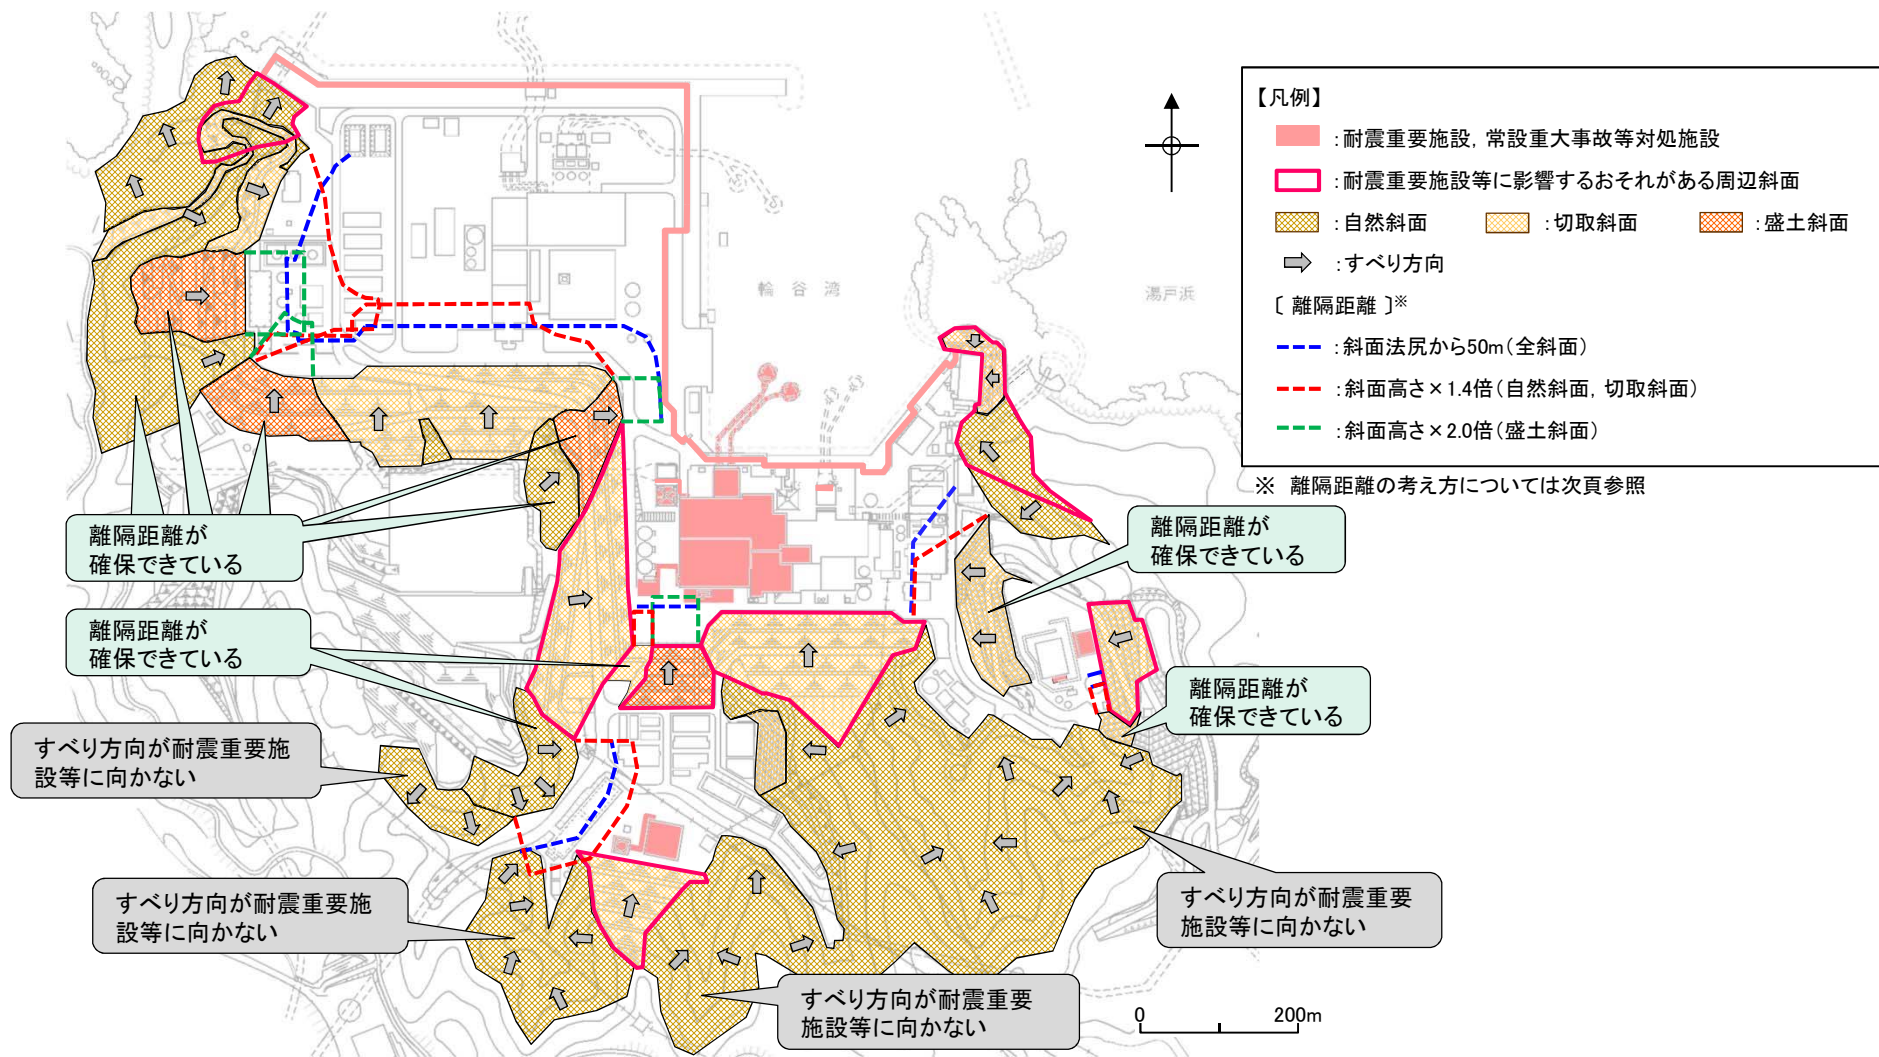 【凡例】
：耐震重要施設，常設重大事故等対処施設
：耐震重要施設等に影響するおそれがある周辺斜面
：自然斜面 ：切取斜面 ：盛土斜面
：すべり方向
〔 離隔距離 〕※
：斜面法尻から50m（全斜面）
：斜面高さ×1.4倍（自然斜面，切取斜面）
：斜面高さ×2.0倍（盛土斜面）
※ 離隔距離の考え方については次頁参照
輪谷湾
湯戸浜
離隔距離が
確保できている
離隔距離が
確保できている
離隔距離が
確保できている
離隔距離が
確保できている
すべり方向が耐震重要施
設等に向かない
すべり方向が耐震重要施
設等に向かない
すべり方向が耐震重要
施設等に向かない
すべり方向が耐震重要
施設等に向かない
0 200m